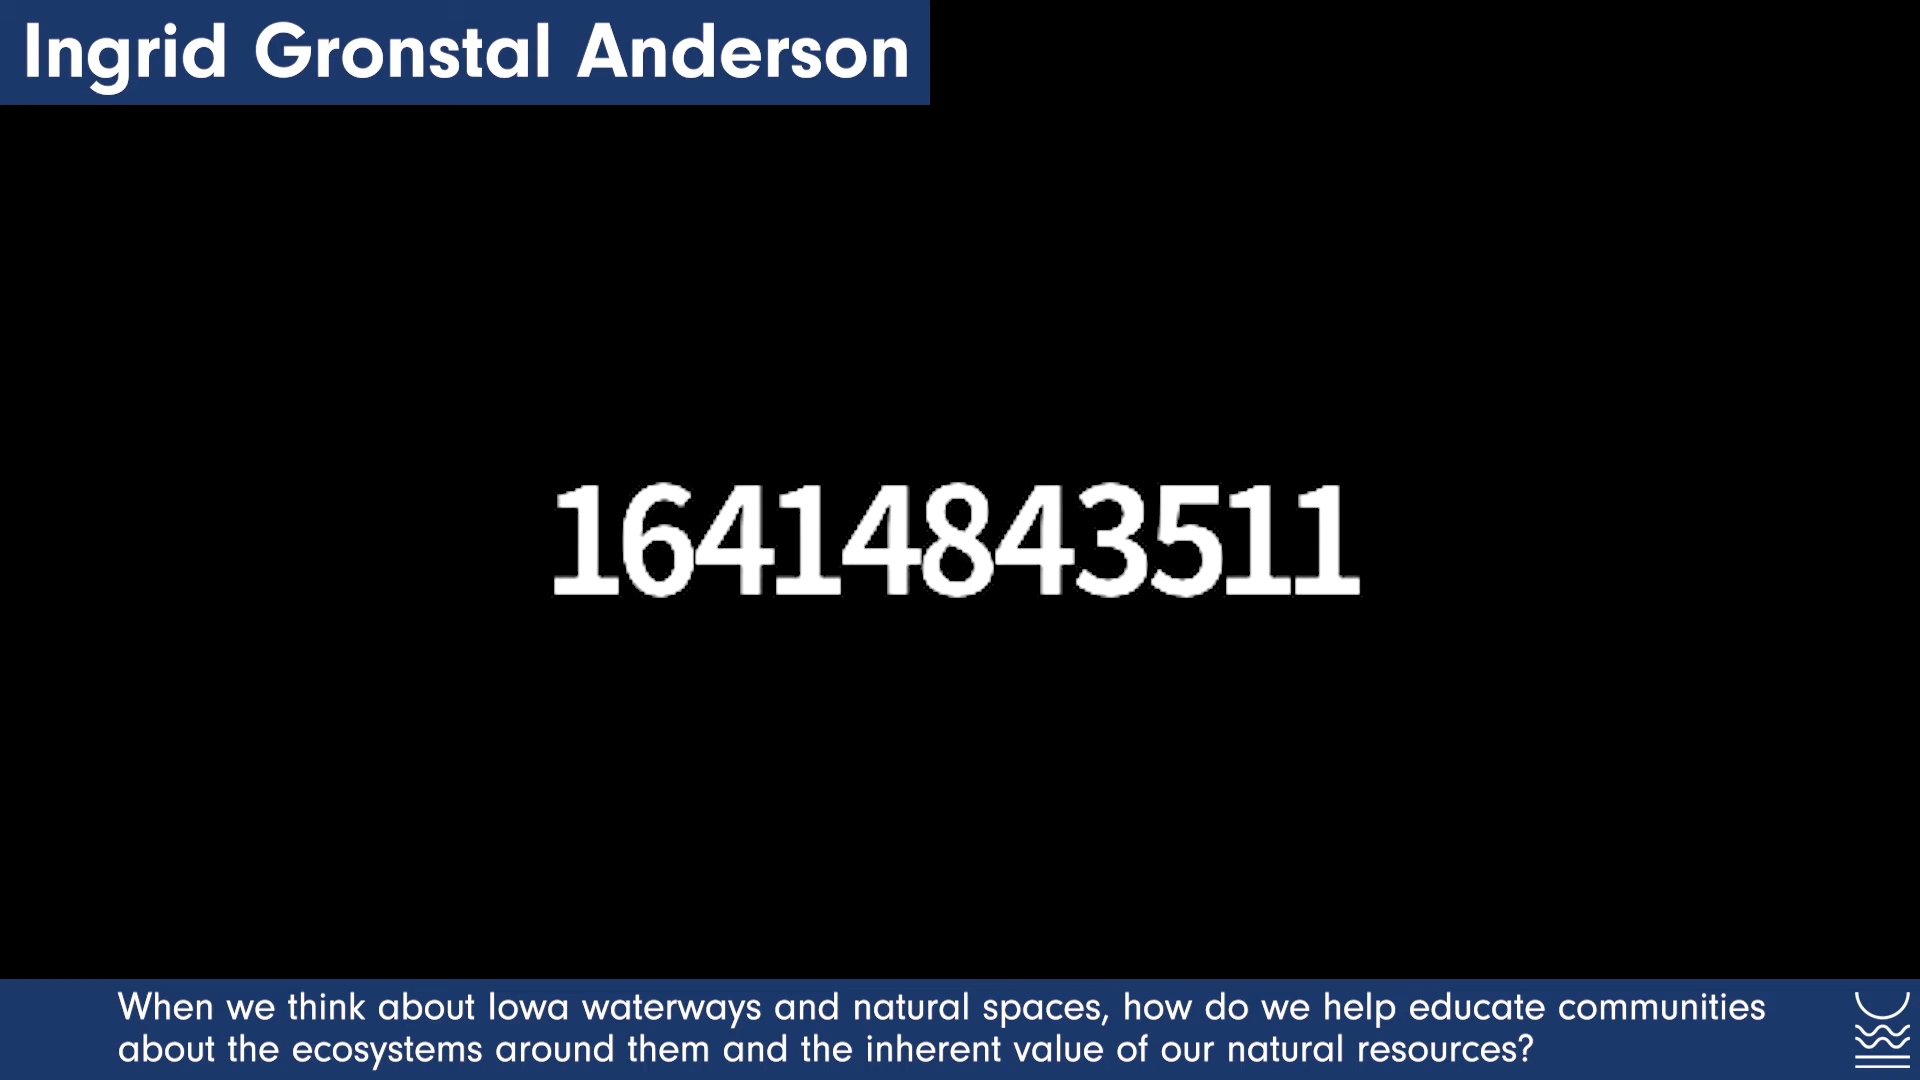 Ingrid Gronstal Anderson
16414843511
When we think about Iowa waterways and natural spaces, how do we help educate communities
about the ecosystems around them and the inherent value of our natural resources?